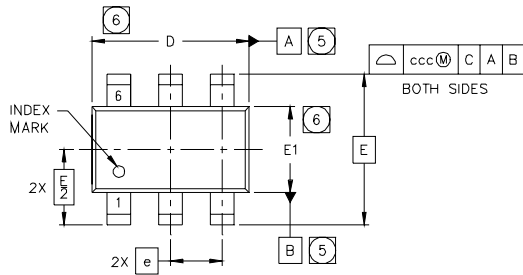 6
D
A 5
⌓ ccc Ⓜ C A B
BOTH SIDES
6
INDEX
MARK
6
E1
E
2X E/2
1
B 5
2X e